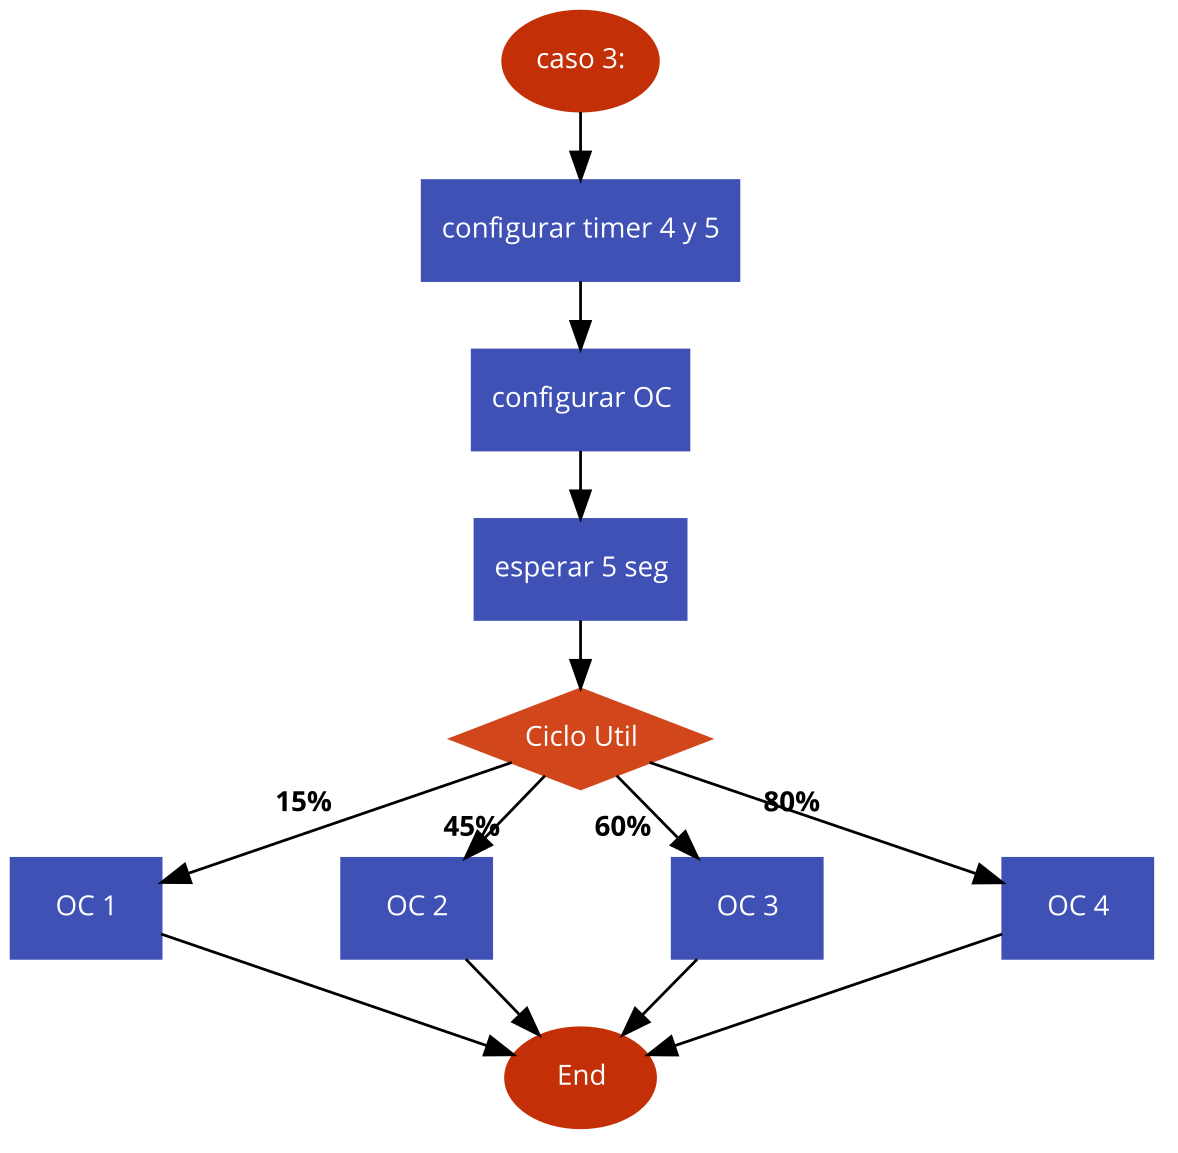 caso 3:
configurar timer 4 y 5
configurar OC
esperar 5 seg
Ciclo Util
15%
80%
45%
60%
OC 1
OC 2
OC 3
OC 4
End